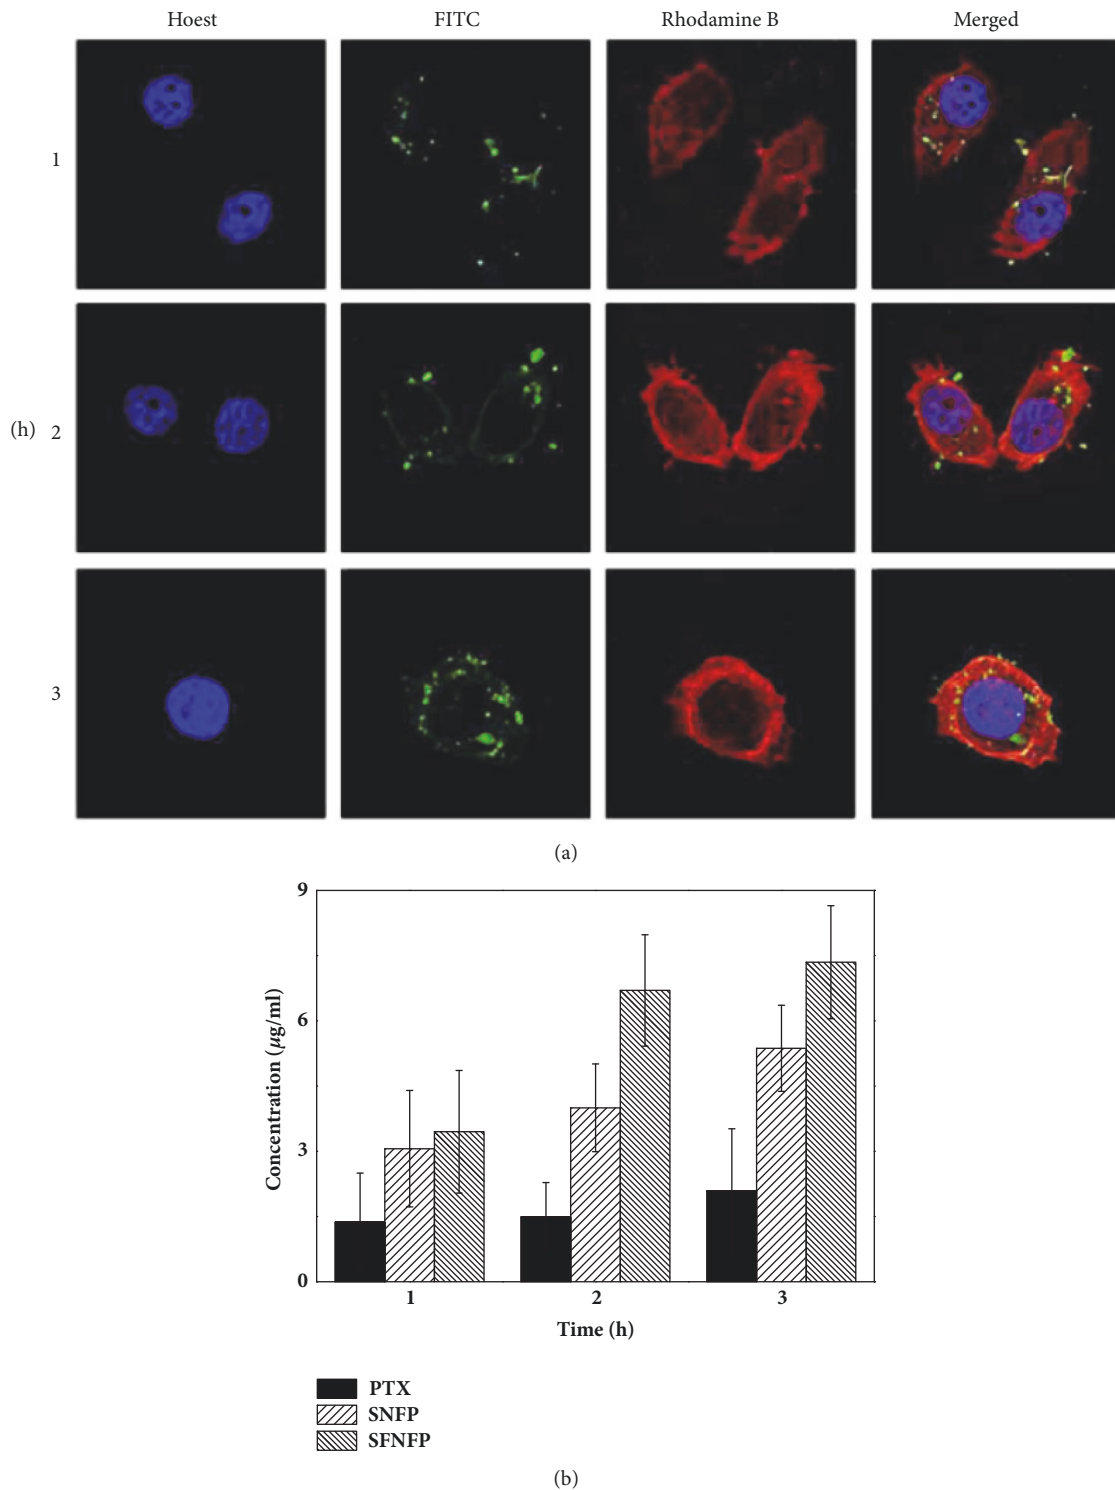 Hoest FITC Rhodamine B Merged
1
(h) 2
3
(a)
9
6
3
0
Concentration (μg/ml)
1 2 3
Time (h)
PTX
SNFP
SFNFP
(b)